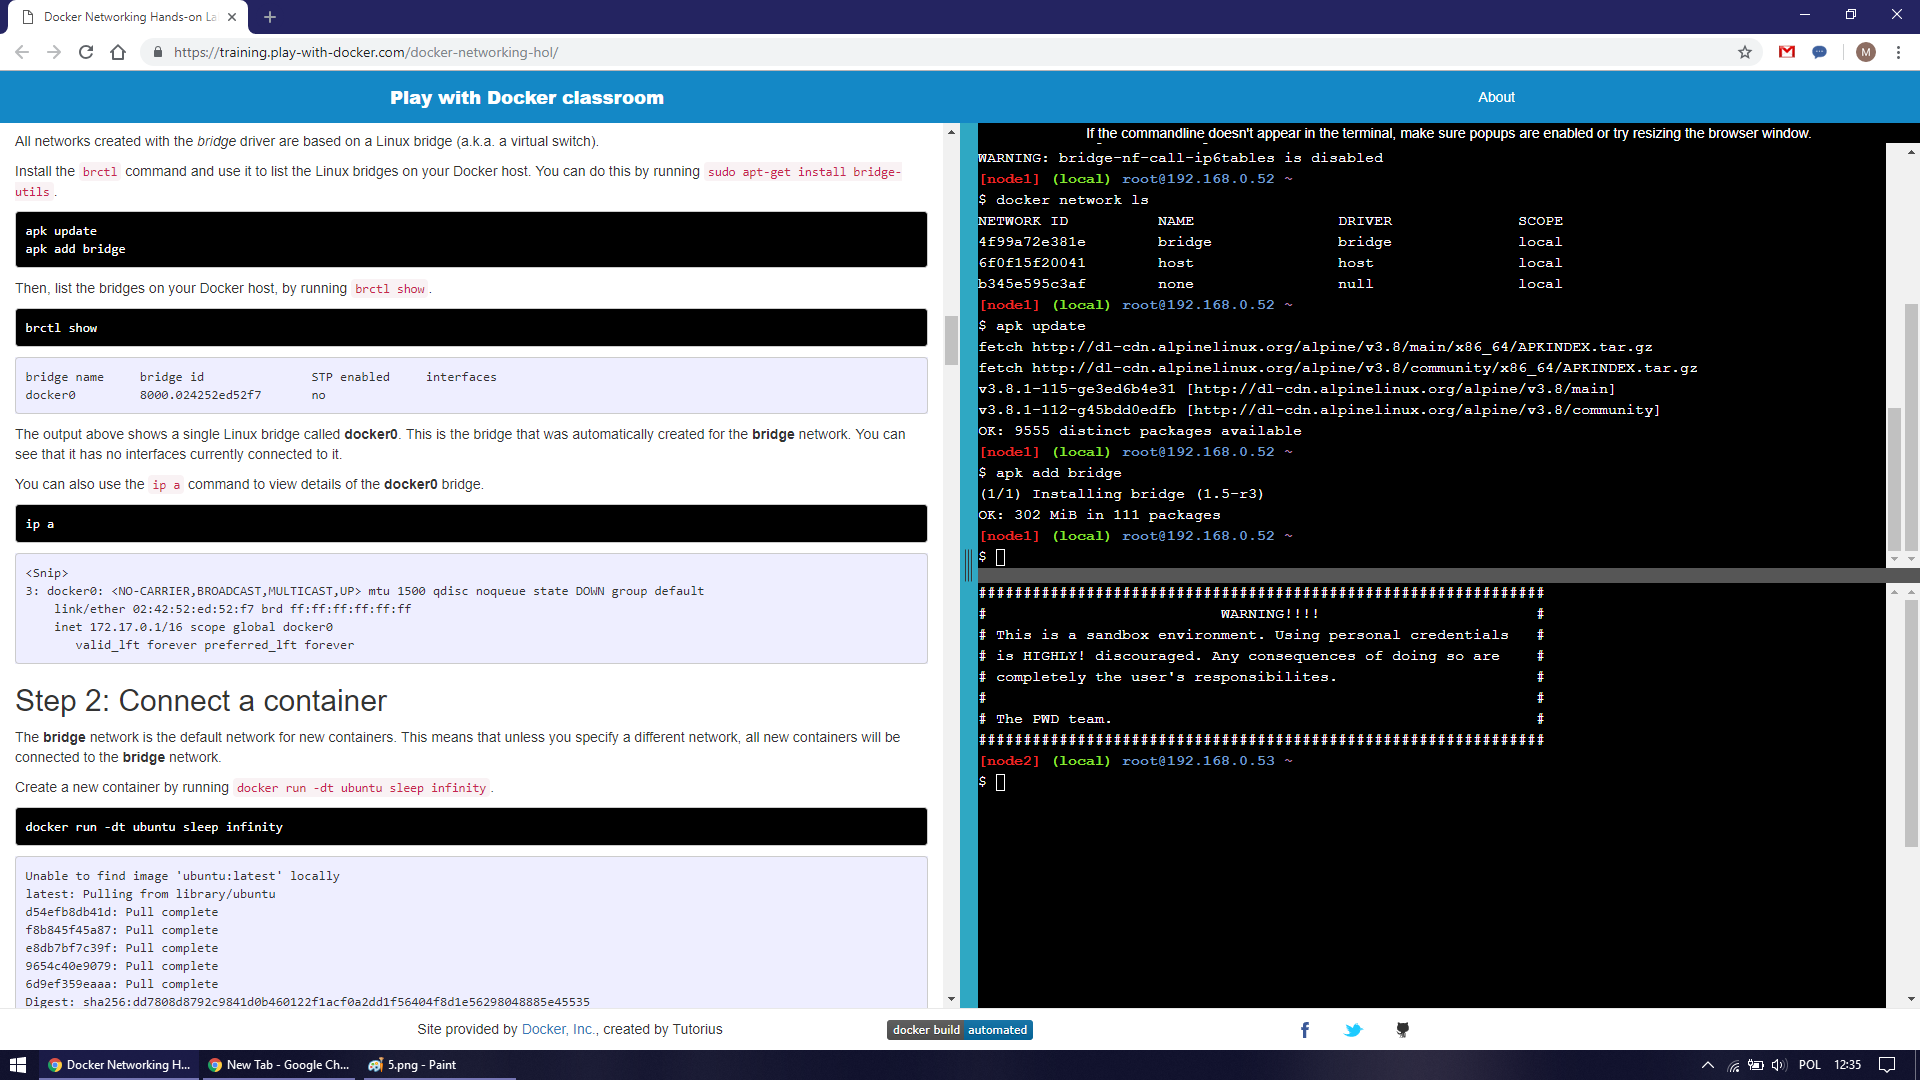 Docker Networking Hands-on La
https://training.play-with-docker.com/docker-networking-hol/
M
Play with Docker classroom
About
All networks created with the bridge driver are based on a Linux bridge (a.k.a. a virtual switch).
Install the brctl command and use it to list the Linux bridges on your Docker host. You can do this by running sudo apt-get install bridge-
utils .
apk update
apk add bridge
Then, list the bridges on your Docker host, by running brctl show .
brctl show
bridge name     bridge id               STP enabled     interfaces
docker0         8000.024252ed52f7       no
The output above shows a single Linux bridge called docker0. This is the bridge that was automatically created for the bridge network. You can
see that it has no interfaces currently connected to it.
You can also use the ip a command to view details of the docker0 bridge.
ip a
<Snip>
3: docker0: <NO-CARRIER,BROADCAST,MULTICAST,UP> mtu 1500 qdisc noqueue state DOWN group default
link/ether 02:42:52:ed:52:f7 brd ff:ff:ff:ff:ff:ff
inet 172.17.0.1/16 scope global docker0
valid_lft forever preferred_lft forever
Step 2: Connect a container
The bridge network is the default network for new containers. This means that unless you specify a different network, all new containers will be
connected to the bridge network.
Create a new container by running docker run -dt ubuntu sleep infinity .
docker run -dt ubuntu sleep infinity
Unable to find image 'ubuntu:latest' locally
latest: Pulling from library/ubuntu
d54efb8db41d: Pull complete
f8b845f45a87: Pull complete
e8db7bf7c39f: Pull complete
9654c40e9079: Pull complete
6d9ef359eaaa: Pull complete
Digest: sha256:dd7808d8792c9841d0b460122f1acf0a2dd1f56404f8d1e56298048885e45535
If the commandline doesn't appear in the terminal, make sure popups are enabled or try resizing the browser window.
WARNING: bridge-nf-call-ip6tables is disabled
[node1] (local) root@192.168.0.52 ~
$ docker network ls
NETWORK ID          NAME                DRIVER              SCOPE
4f99a72e381e        bridge              bridge              local
6f0f15f20041        host                host                local
b345e595c3af        none                null                local
[node1] (local) root@192.168.0.52 ~
$ apk update
fetch http://dl-cdn.alpinelinux.org/alpine/v3.8/main/x86_64/APKINDEX.tar.gz
fetch http://dl-cdn.alpinelinux.org/alpine/v3.8/community/x86_64/APKINDEX.tar.gz
v3.8.1-115-ge3ed6b4e31 [http://dl-cdn.alpinelinux.org/alpine/v3.8/main]
v3.8.1-112-g45bdd0edfb [http://dl-cdn.alpinelinux.org/alpine/v3.8/community]
OK: 9555 distinct packages available
[node1] (local) root@192.168.0.52 ~
$ apk add bridge
(1/1) Installing bridge (1.5-r3)
OK: 302 MiB in 111 packages
[node1] (local) root@192.168.0.52 ~
$
###############################################################
#                          WARNING!!!!                        #
# This is a sandbox environment. Using personal credentials   #
# is HIGHLY! discouraged. Any consequences of doing so are    #
# completely the user's responsibilites.                      #
#                                                             #
# The PWD team.                                               #
###############################################################
[node2] (local) root@192.168.0.53 ~
$
Site provided by Docker, Inc., created by Tutorius
docker build automated
Docker Networking H...
New Tab - Google Ch...
5.png - Paint
POL
12:35